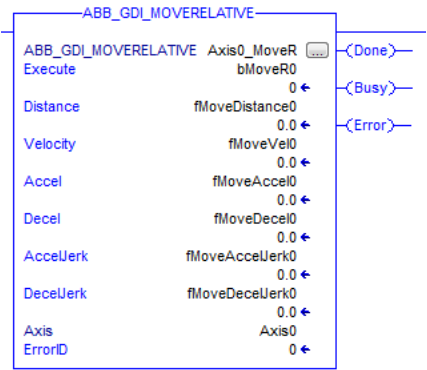 ABB_GDI_MOVERELATIVE
ABB_GDI_MOVERELATIVE Axis0_MoveR ... (Done)
Execute bMoveR0
0 (Busy)
Distance fMoveDistance0 (Error)
0.0
Velocity fMoveVel0
0.0
Accel fMoveAccel0
0.0
Decel fMoveDecel0
0.0
AccelJerk fMoveAccelJerk0
0.0
DecelJerk fMoveDecelJerk0
0.0
Axis Axis0
ErrorID 0